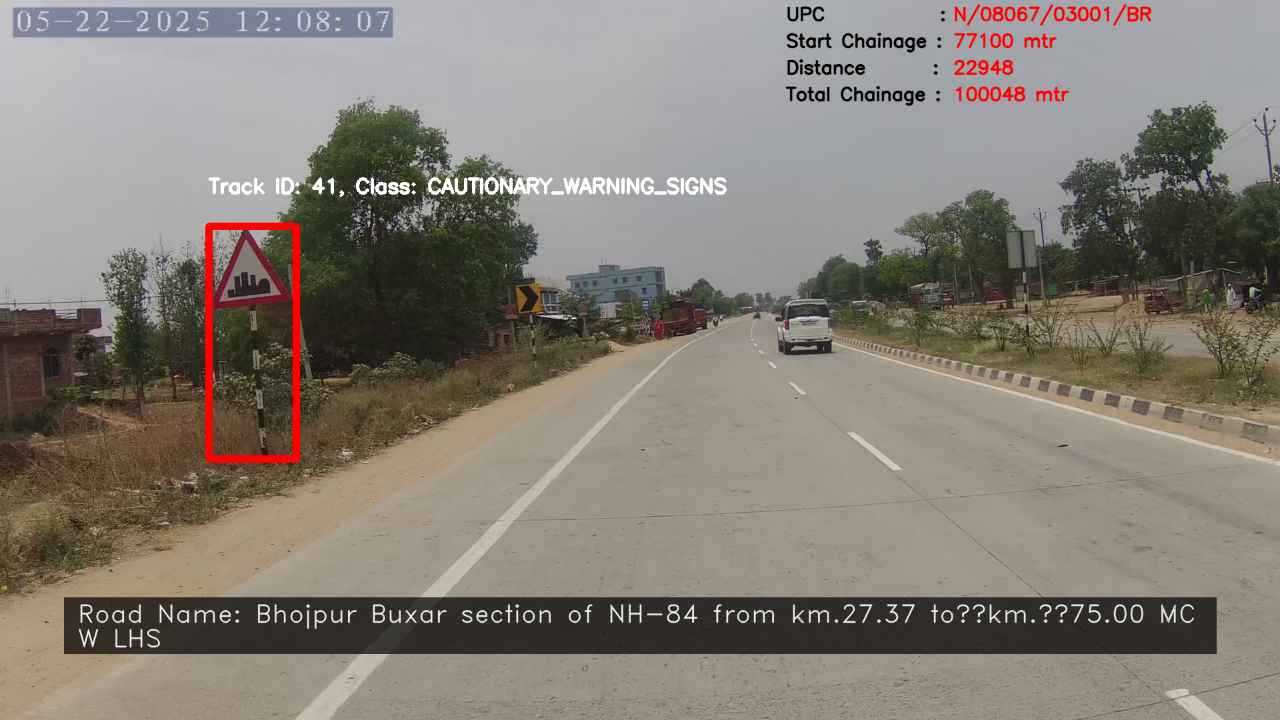 05-22-2025 12:08:07
UPC : N/08067/03001/BR
Start Chainage : 77100 mtr
Distance : 22948
Total Chainage : 100048 mtr
Track ID: 41, Class: CAUTIONARY_WARNING_SIGNS
Road Name: Bhojpur Buxar section of NH-84 from km.27.37 to??km.??75.00 MC
W LHS